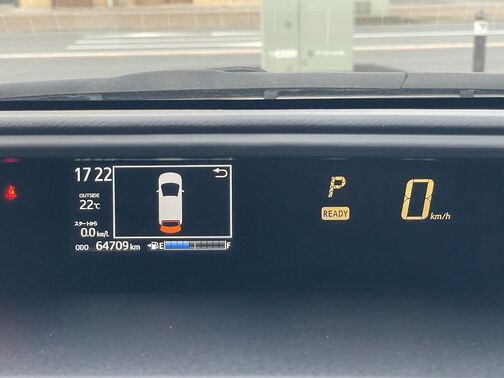 17 22
OUTSIDE
22℃
スタートから
0.0 km/L
ODO 64709 km
E F
P
READY
0 km/h